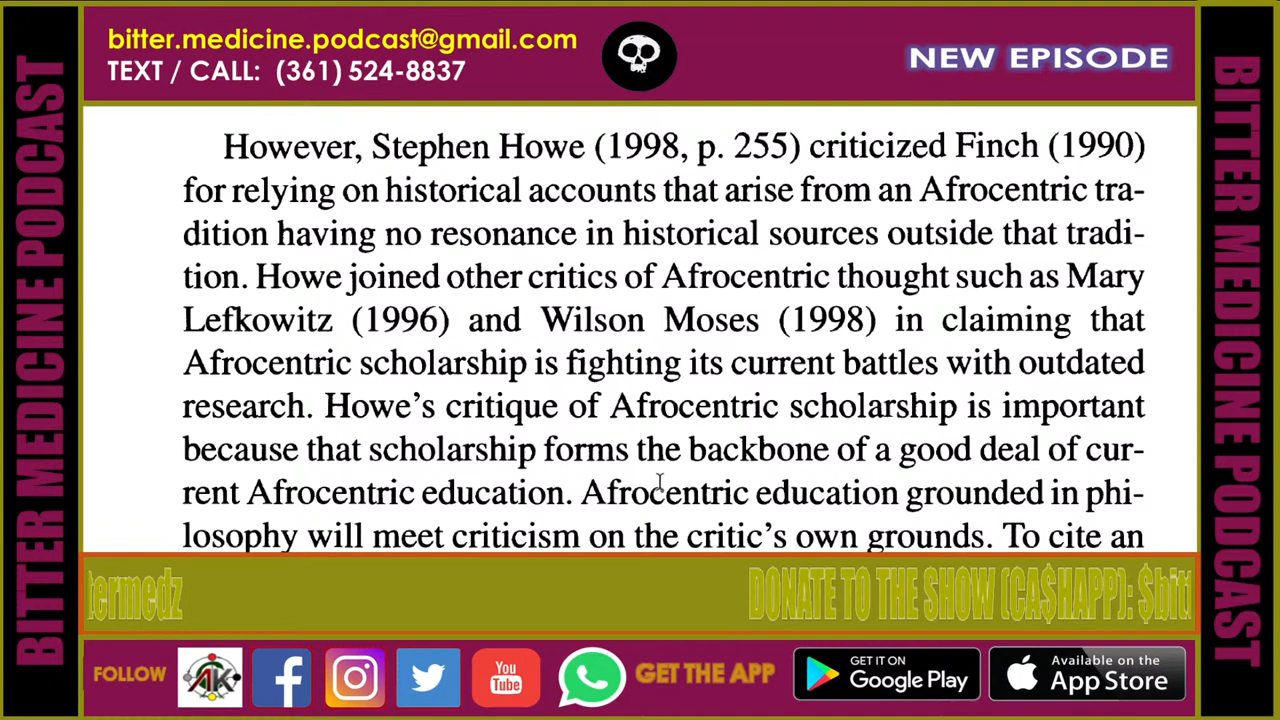 bitter.medicine.podcast@gmail.com
TEXT / CALL: (361) 524-8837
NEW EPISODE
BITTER MEDICINE PODCAST
However, Stephen Howe (1998, p. 255) criticized Finch (1990)
for relying on historical accounts that arise from an Afrocentric tra-
dition having no resonance in historical sources outside that tradi-
tion. Howe joined other critics of Afrocentric thought such as Mary
Lefkowitz (1996) and Wilson Moses (1998) in claiming that
Afrocentric scholarship is fighting its current battles with outdated
research. Howe’s critique of Afrocentric scholarship is important
because that scholarship forms the backbone of a good deal of cur-
rent Afrocentric education. Afrocentric education grounded in phi-
losophy will meet criticism on the critic’s own grounds. To cite an
BITTER MEDICINE PODCAST
termedz
DONATE TO THE SHOW (CA$HAPP): $bitt
FOLLOW
ATK
You
Tube
GET THE APP
GET IT ON
Google Play
Available on the
App Store